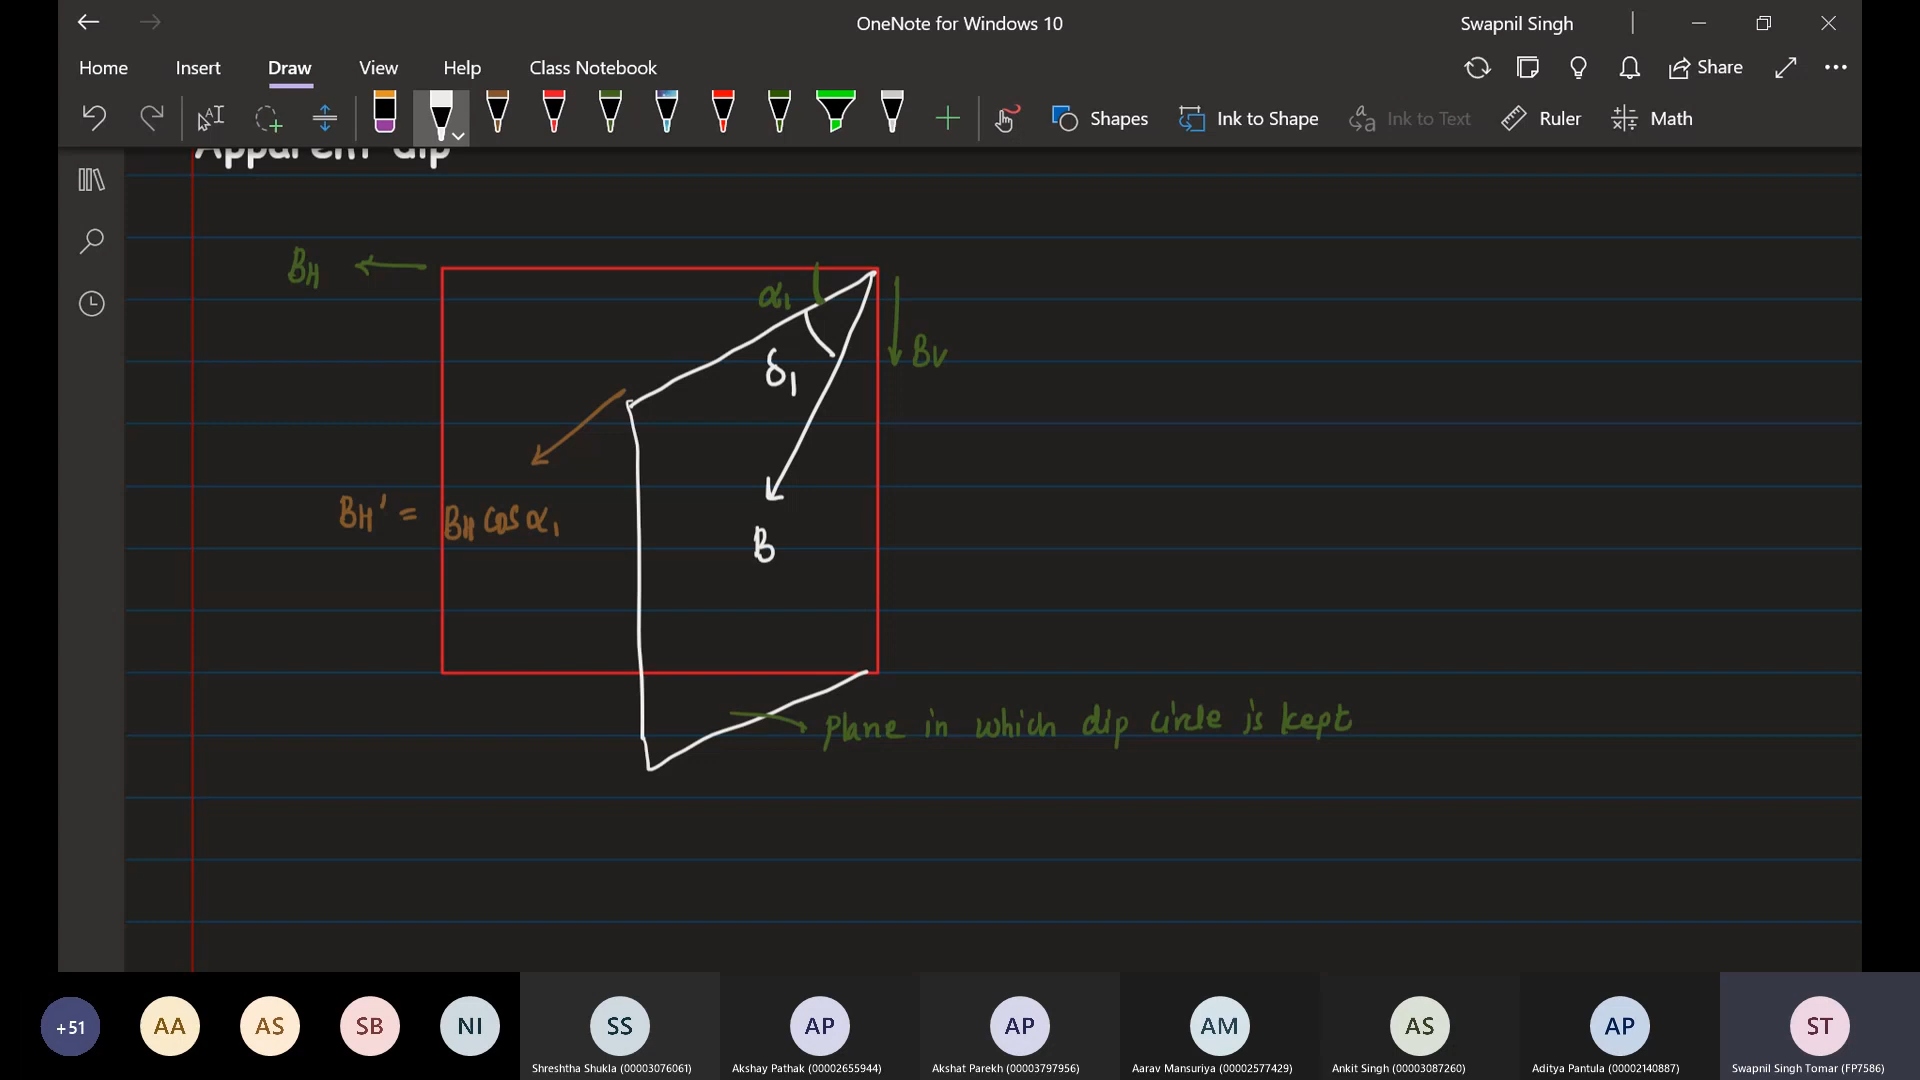 OneNote for Windows 10
Swapnil Singh
Home Insert Draw View Help Class Notebook
Share
Shapes Ink to Shape Ink to Text Ruler Math
Apparent dip
BH
α1
δ1
BV
BH' = BH cos α1
B
plane in which dip circle is kept
+51 AA AS SB NI SS AP AP AM AS AP ST
Shreshtha Shukla (00003076061) Akshay Pathak (00002655944) Akshat Parekh (00003797956) Aarav Mansuriya (00002577429) Ankit Singh (00003087260) Aditya Pantula (00002140887) Swapnil Singh Tomar (FP7586)